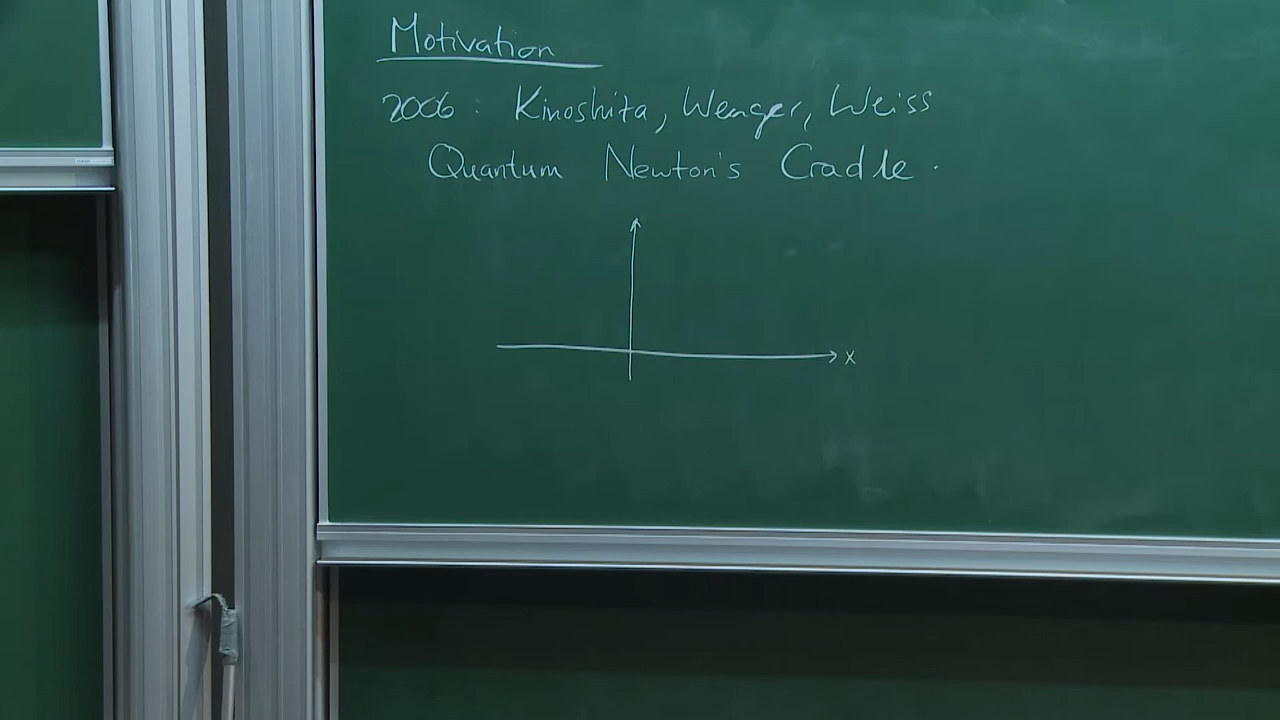 Motivation
2006 : Kinoshita, Wenger, Weiss
Quantum Newton's Cradle.
x